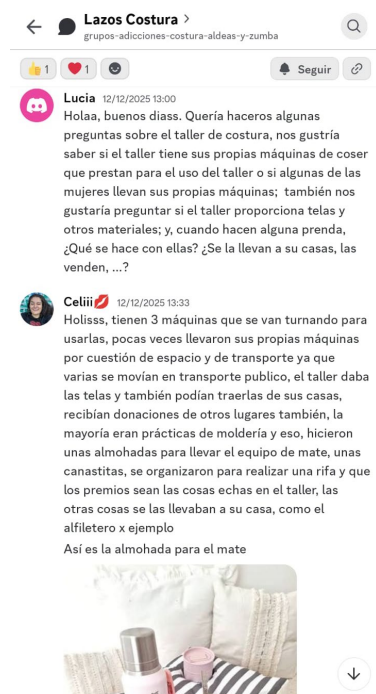 Lazos Costura >
grupos-adicciones-costura-aldeas-y-zumba
👍 1 ❤️ 1 Seguir
Lucia 12/12/2025 13:00
Holaa, buenos diass. Quería haceros algunas
preguntas sobre el taller de costura, nos gustría
saber si el taller tiene sus propias máquinas de coser
que prestan para el uso del taller o si algunas de las
mujeres llevan sus propias máquinas; también nos
gustaría preguntar si el taller proporciona telas y
otros materiales; y, cuando hacen alguna prenda,
¿Qué se hace con ellas? ¿Se la llevan a su casas, las
venden, ...?
Celiii💋 12/12/2025 13:33
Holisss, tienen 3 máquinas que se van turnando para
usarlas, pocas veces llevaron sus propias máquinas
por cuestión de espacio y de transporte ya que
varias se movían en transporte publico, el taller daba
las telas y también podían traerlas de sus casas,
recibían donaciones de otros lugares también, la
mayoría eran prácticas de moldería y eso, hicieron
unas almohadas para llevar el equipo de mate, unas
canastitas, se organizaron para realizar una rifa y que
los premios sean las cosas echas en el taller, las
otras cosas se las llevaban a su casa, como el
alfiletero x ejemplo
Así es la almohada para el mate